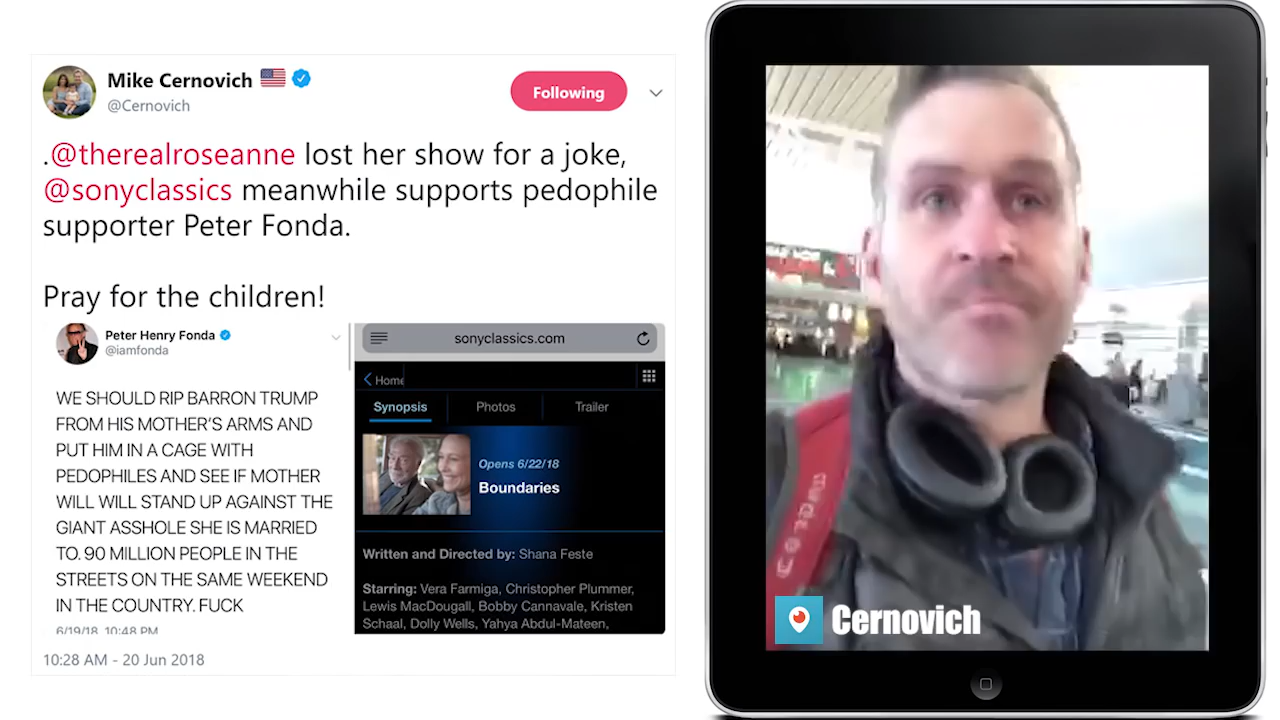 Mike Cernovich
@Cernovich
Following
.@therealroseanne lost her show for a joke,
@sonyclassics meanwhile supports pedophile
supporter Peter Fonda.
Pray for the children!
Peter Henry Fonda
@iamfonda
WE SHOULD RIP BARRON TRUMP
FROM HIS MOTHER'S ARMS AND
PUT HIM IN A CAGE WITH
PEDOPHILES AND SEE IF MOTHER
WILL WILL STAND UP AGAINST THE
GIANT ASSHOLE SHE IS MARRIED
TO. 90 MILLION PEOPLE IN THE
STREETS ON THE SAME WEEKEND
IN THE COUNTRY. FUCK
6/19/18, 10:48 PM
sonyclassics.com
Home
Synopsis Photos Trailer
Opens 6/22/18
Boundaries
Written and Directed by: Shana Feste
Starring: Vera Farmiga, Christopher Plummer,
Lewis MacDougall, Bobby Cannavale, Kristen
Schaal, Dolly Wells, Yahya Abdul-Mateen,
10:28 AM - 20 Jun 2018
Cernovich